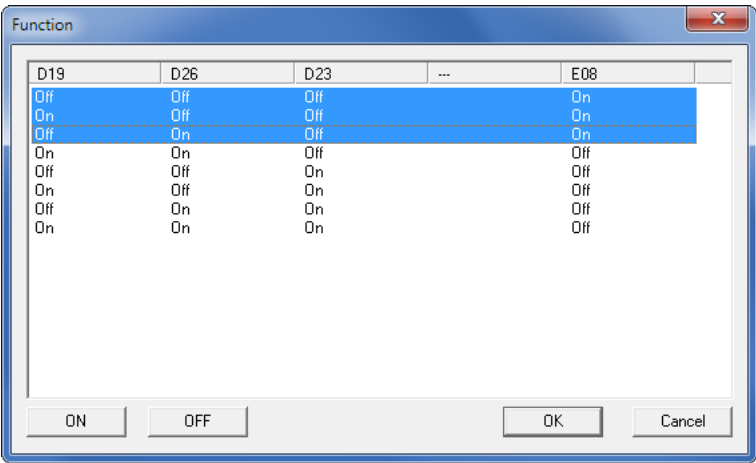 Function
D19 D26 D23 --- E08
Off Off Off On
On Off Off On
Off On Off On
On On Off Off
Off Off On Off
On Off On Off
Off On On Off
On On On Off
ON OFF OK Cancel